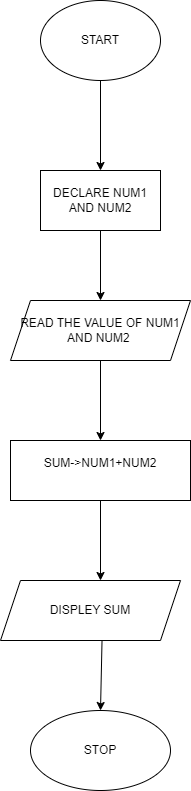 START
DECLARE NUM1
AND NUM2
READ THE VALUE OF NUM1
AND NUM2
SUM->NUM1+NUM2
DISPLEY SUM
STOP